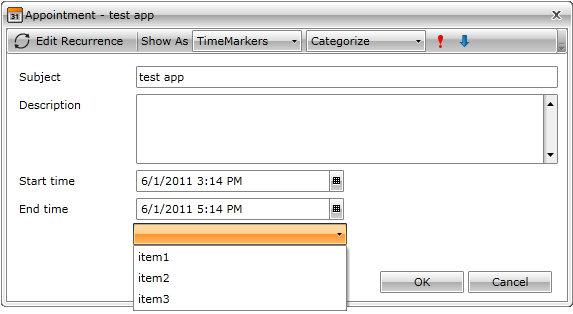 31 Appointment - test app
Edit Recurrence Show As TimeMarkers Categorize
Subject test app
Description
Start time 6/1/2011 3:14 PM
End time 6/1/2011 5:14 PM
item1
item2
item3
OK Cancel